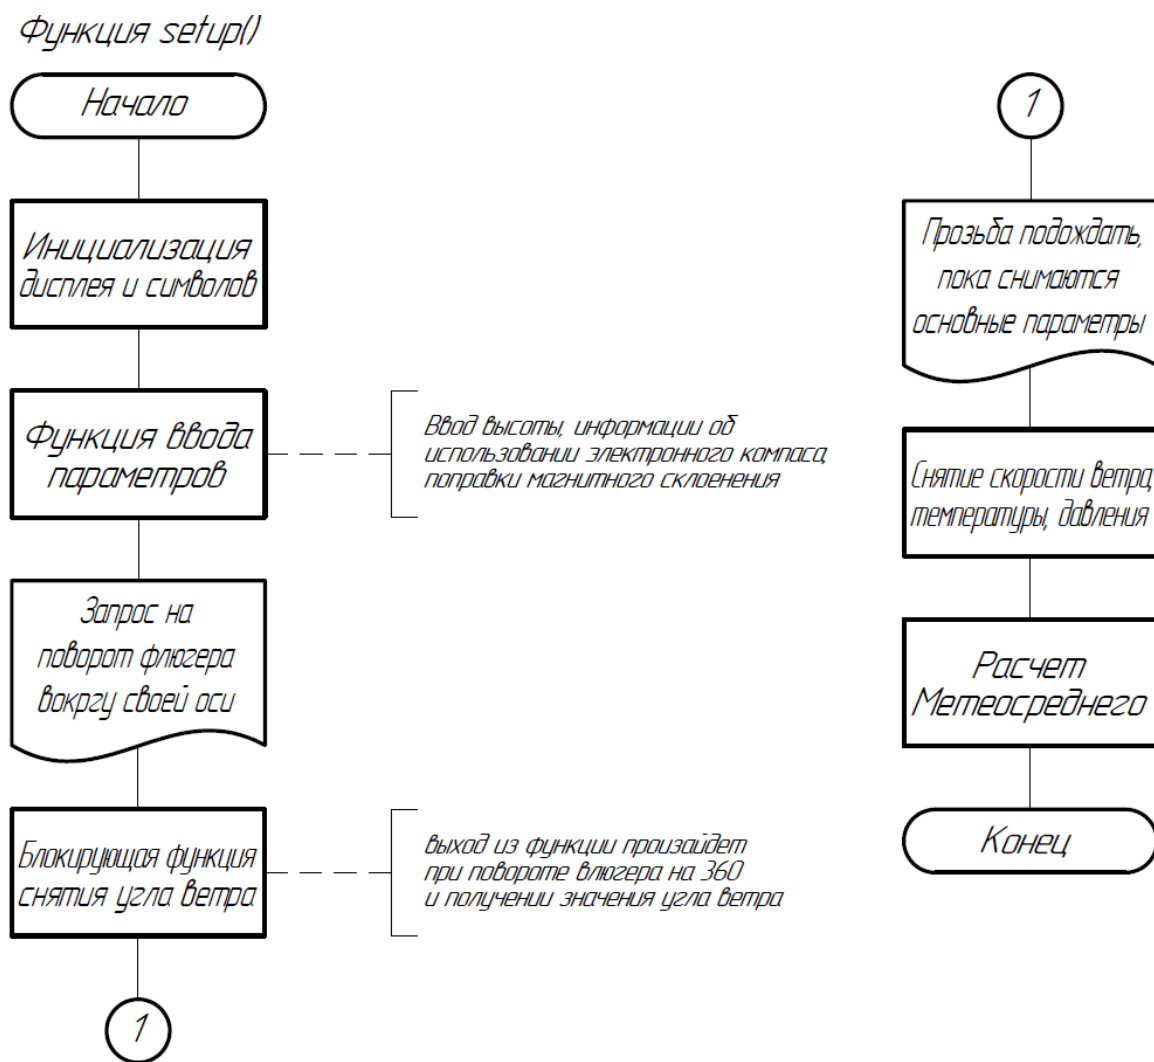 Функция setup()
Начало
Инициализация
дисплея и символов
Функция ввода
параметров
Ввод высоты, информации об
использовании электронного компаса,
поправки магнитного склоенения
Запрос на
поворот флюгера
вокргу своей оси
Блокирующая функция
снятия угла ветра
выход из функции произайдет
при повороте влюгера на 360
и получении значения угла ветра
1
1
Прозьба подождать,
пока снимаются
основные параметры
Снятие скорости ветра,
температуры, давления
Расчет
Метеосреднего
Конец